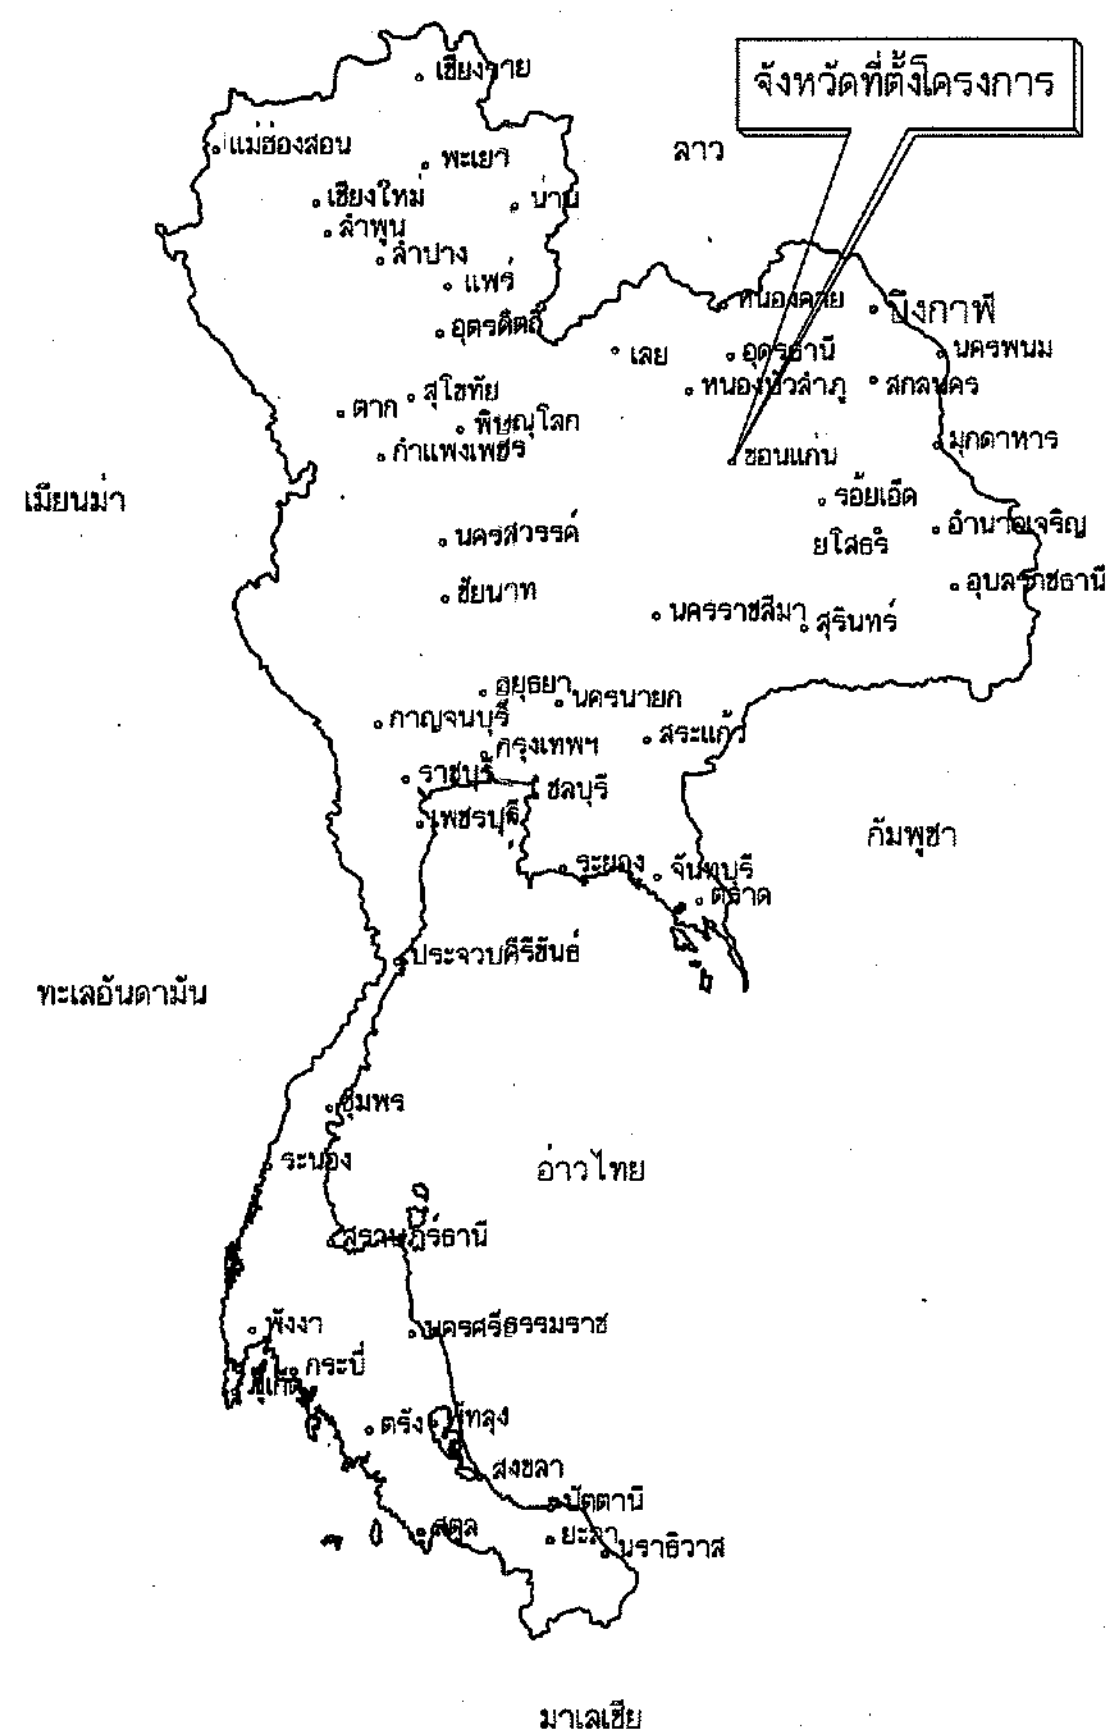 เชียงราย
จังหวัดที่ตั้งโครงการ
แม่ฮ่องสอน
พะเยา
ลาว
เชียงใหม่
น่าน
ลำพูน
ลำปาง
แพร่
หนองคาย
บึงกาฬ
อุตรดิตถ์
เลย
อุดรธานี
นครพนม
หนองบัวลำภู
สกลนคร
สุโขทัย
ตาก
พิษณุโลก
กำแพงเพชร
ขอนแก่น
มุกดาหาร
เมียนม่า
ร้อยเอ็ด
อำนาจเจริญ
นครสวรรค์
ยโสธร
อุบลราชธานี
ชัยนาท
นครราชสีมา
สุรินทร์
อยุธยา
นครนายก
กาญจนบุรี
สระแก้ว
กรุงเทพฯ
ราชบุรี
ชลบุรี
เพชรบุรี
กัมพูชา
ระยอง
จันทบุรี
ตราด
ประจวบคีรีขันธ์
ทะเลอันดามัน
ชุมพร
ระนอง
อ่าวไทย
สุราษฎร์ธานี
พังงา
นครศรีธรรมราช
กระบี่
ภูเก็ต
ตรัง
ทลุง
สงขลา
ปัตตานี
สตูล
ยะลา
นราธิวาส
มาเลเซีย